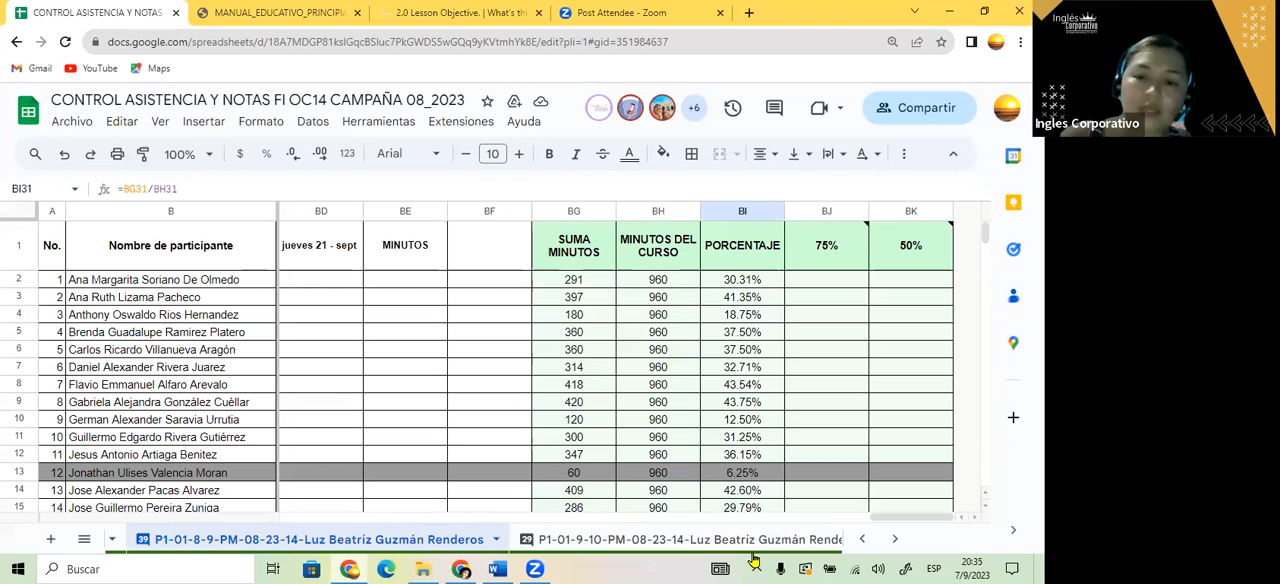 CONTROL ASISTENCIA Y NOTAS
MANUAL_EDUCATIVO_PRINCIPIA
2.0 Lesson Objective. | What's thi
Post Attendee - Zoom
docs.google.com/spreadsheets/d/18A7MDGP81kslGqcBSluc7PkGWDS5wGQq9yKVtmhYk8E/edit?pli=1#gid=351984637
Gmail YouTube Maps
CONTROL ASISTENCIA Y NOTAS FI OC14 CAMPAÑA 08_2023
Archivo Editar Ver Insertar Formato Datos Herramientas Extensiones Ayuda
+6
Compartir
100% $ % .0 .00 123 Arial 10 B I S A
BI31 fx =BG31/BH31
A B BD BE BF BG BH BI BJ BK
1 No. Nombre de participante jueves 21 - sept MINUTOS SUMA MINUTOS MINUTOS DEL CURSO PORCENTAJE 75% 50%
2 1 Ana Margarita Soriano De Olmedo 291 960 30.31%
3 2 Ana Ruth Lizama Pacheco 397 960 41.35%
4 3 Anthony Oswaldo Rios Hernandez 180 960 18.75%
5 4 Brenda Guadalupe Ramirez Platero 360 960 37.50%
6 5 Carlos Ricardo Villanueva Aragón 360 960 37.50%
7 6 Daniel Alexander Rivera Juarez 314 960 32.71%
8 7 Flavio Emmanuel Alfaro Arevalo 418 960 43.54%
9 8 Gabriela Alejandra González Cuéllar 420 960 43.75%
10 9 German Alexander Saravia Urrutia 120 960 12.50%
11 10 Guillermo Edgardo Rivera Gutiérrez 300 960 31.25%
12 11 Jesus Antonio Artiaga Benitez 347 960 36.15%
13 12 Jonathan Ulises Valencia Moran 60 960 6.25%
14 13 Jose Alexander Pacas Alvarez 409 960 42.60%
15 14 Jose Guillermo Pereira Zuniga 286 960 29.79%
39 P1-01-8-9-PM-08-23-14-Luz Beatríz Guzmán Renderos
29 P1-01-9-10-PM-08-23-14-Luz Beatríz Guzmán Rende
Buscar
ESP
20:35
7/9/2023
Inglés
Corporativo
Ingles Corporativo